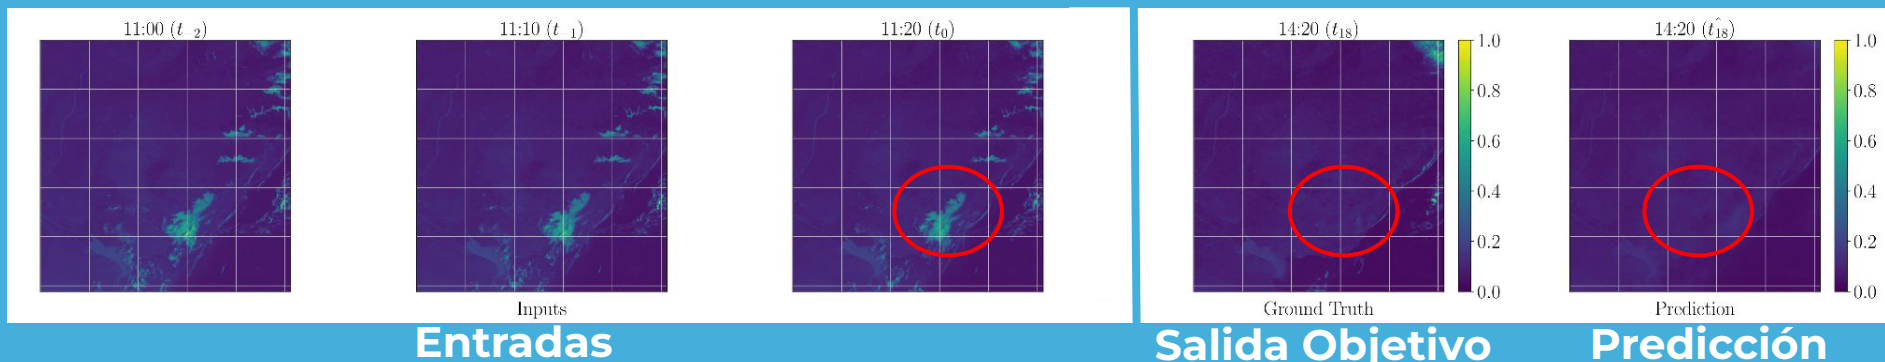 11:00 (t_2)
11:10 (t_1)
11:20 (t0)
14:20 (t18)
14:20 (t̂18)
1.0
0.8
0.6
0.4
0.2
0.0
1.0
0.8
0.6
0.4
0.2
0.0
Inputs
Ground Truth
Prediction
Entradas
Salida Objetivo
Predicción